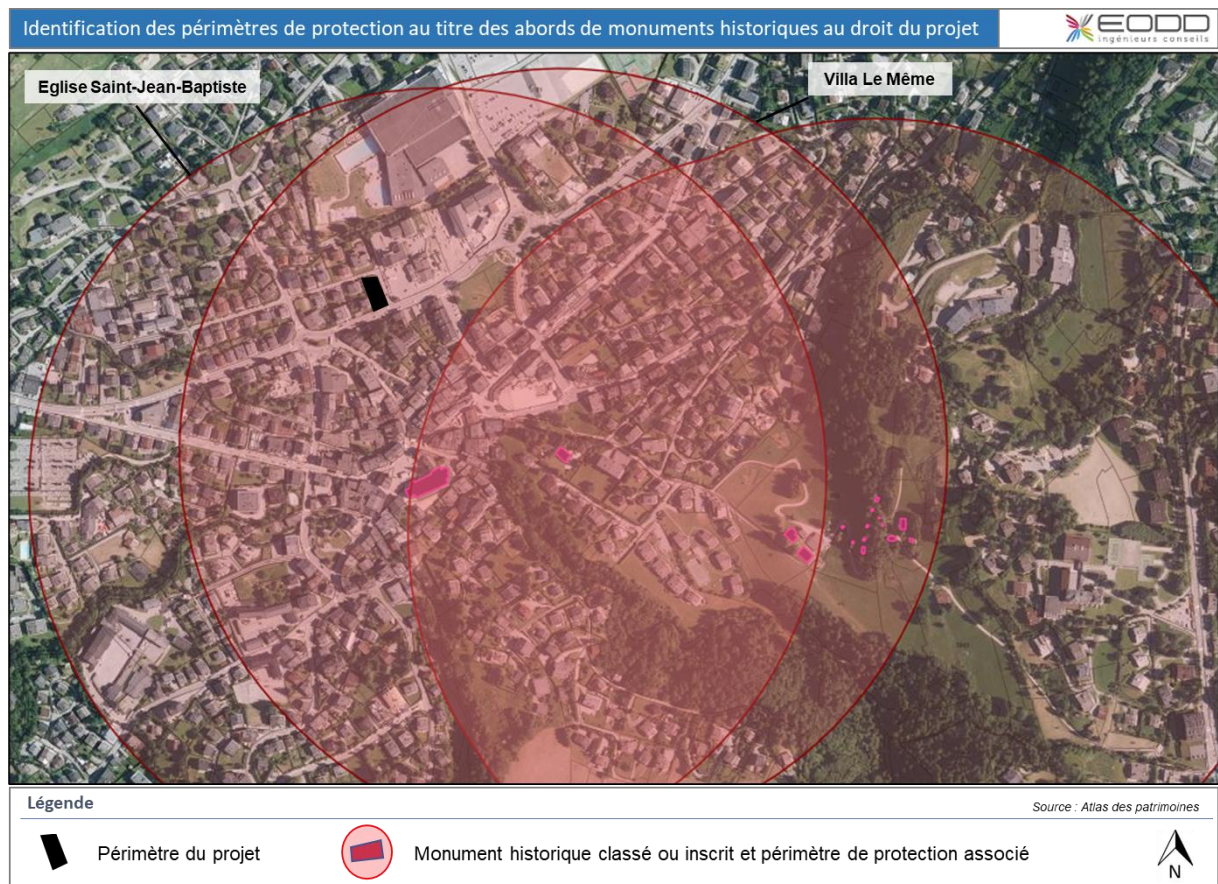 Identification des périmètres de protection au titre des abords de monuments historiques au droit du projet
EODD
ingénieurs conseils
Eglise Saint-Jean-Baptiste
Villa Le Même
Légende
Source : Atlas des patrimoines
Périmètre du projet
Monument historique classé ou inscrit et périmètre de protection associé
N